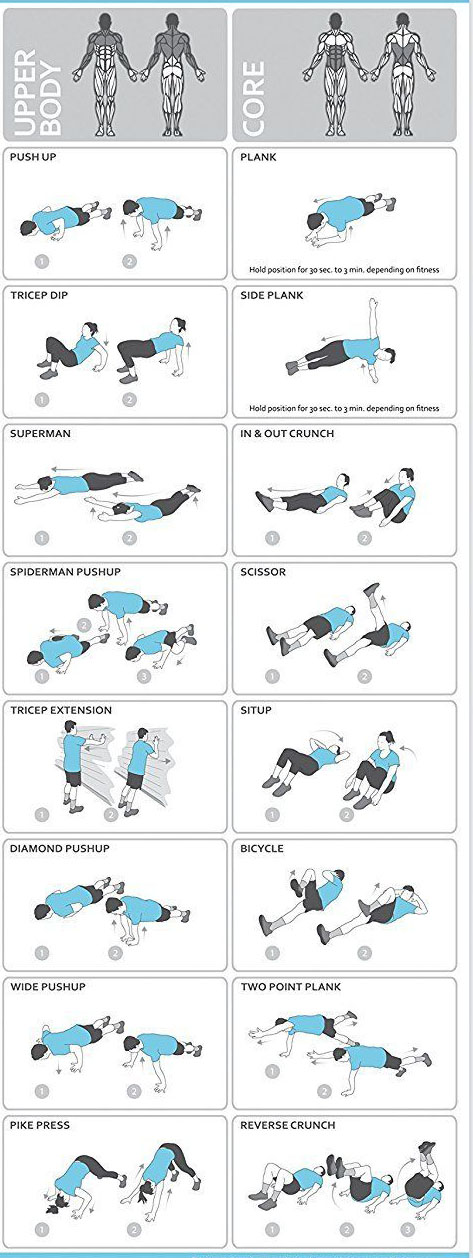 UPPER
BODY
CORE
PUSH UP
1
2
PLANK
Hold position for 30 sec. to 3 min. depending on fitness
TRICEP DIP
1
2
SIDE PLANK
Hold position for 30 sec. to 3 min. depending on fitness
SUPERMAN
1
2
IN & OUT CRUNCH
1
2
SPIDERMAN PUSHUP
2
1
3
SCISSOR
1
2
TRICEP EXTENSION
1
2
SITUP
1
2
DIAMOND PUSHUP
1
2
BICYCLE
1
2
WIDE PUSHUP
1
2
TWO POINT PLANK
1
2
PIKE PRESS
1
2
REVERSE CRUNCH
1
2
3